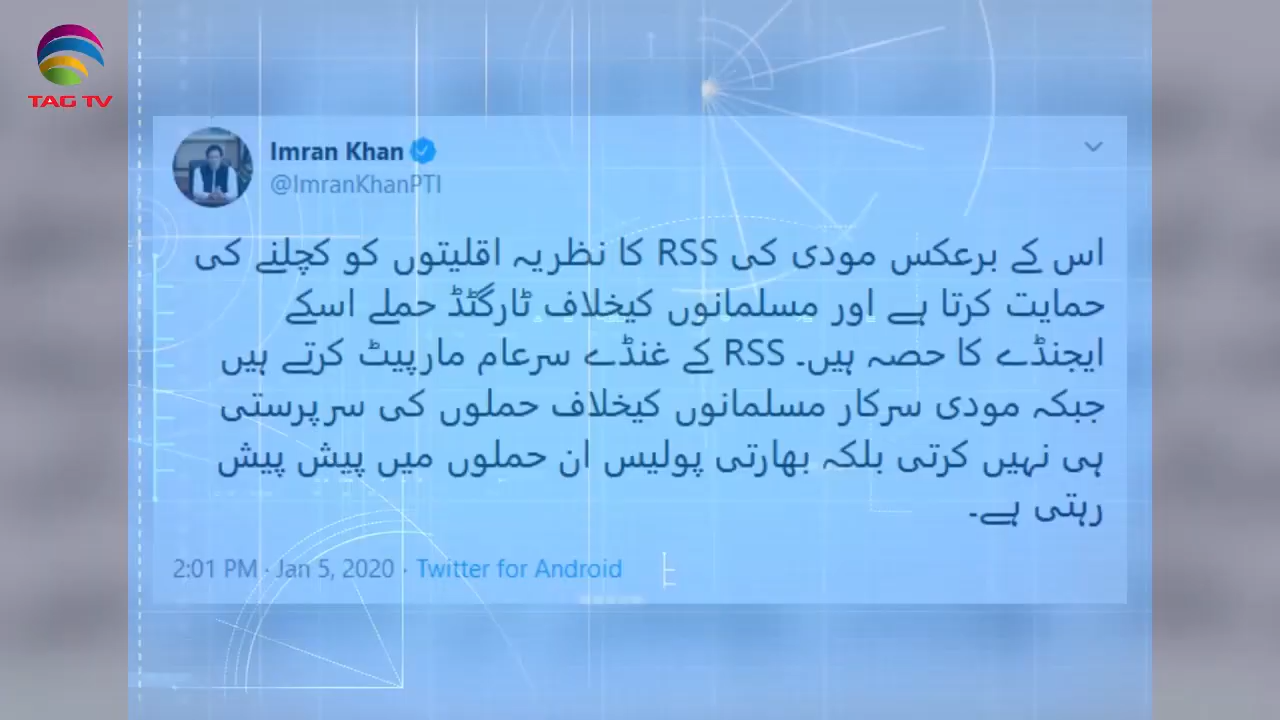 TAG TV
Imran Khan
@ImranKhanPTI
اس کے برعکس مودی کی RSS کا نظریہ اقلیتوں کو کچلنے کی
حمایت کرتا ہے اور مسلمانوں کیخلاف ٹارگٹڈ حملے اسکے
ایجنڈے کا حصہ ہیں۔ RSS کے غنڈے سرعام مارپیٹ کرتے ہیں
جبکہ مودی سرکار مسلمانوں کیخلاف حملوں کی سرپرستی
ہی نہیں کرتی بلکہ بھارتی پولیس ان حملوں میں پیش پیش
رہتی ہے۔
2:01 PM · Jan 5, 2020 · Twitter for Android